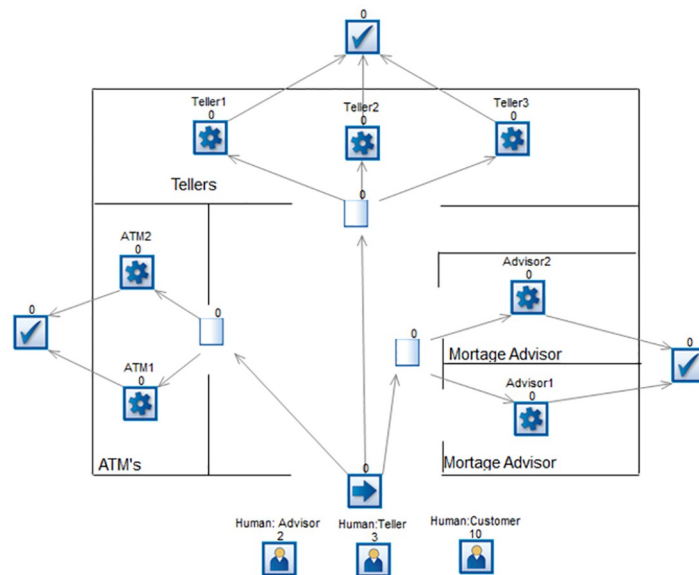 0
Teller1
0
Teller2
0
Teller3
0
Tellers
0
ATM2
0
0
0
ATM1
0
ATM's
0
Advisor2
0
Mortage Advisor
0
Advisor1
0
Mortage Advisor
0
Human: Advisor
2
Human:Teller
3
Human:Customer
10